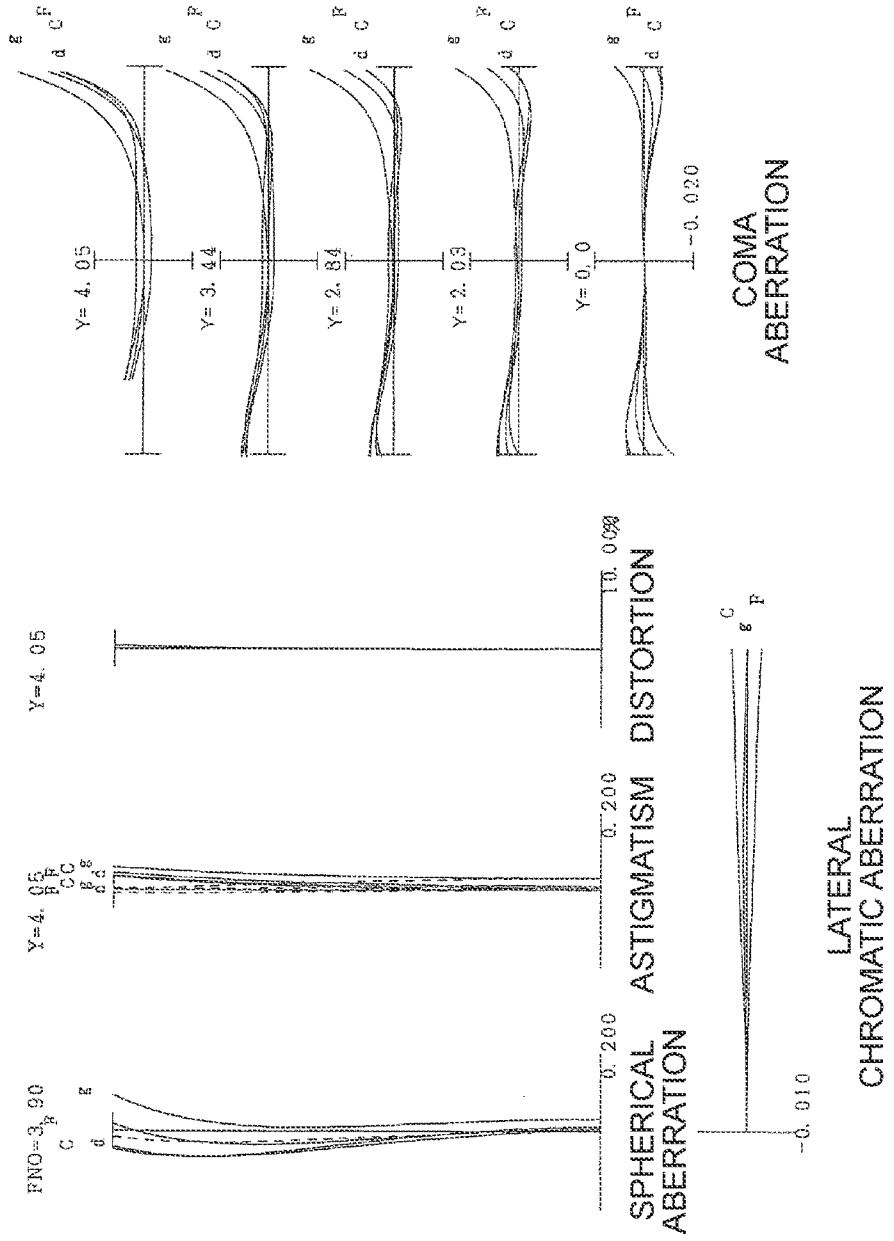 FNO=3.90
F
C g
d
Y=4.05
F F
C C
g g
d d
Y=4.05
0.200
0.200
10.00%
SPHERICAL
ABERRATION
ASTIGMATISM
DISTORTION
Y=4.05
g
F
C
d
Y=3.44
g
F
C
d
Y=2.84
g
F
C
d
Y=2.03
g
F
C
d
Y=0.0
g
F
C
d
-0.020
COMA
ABERRATION
C
g
F
-0.010
LATERAL
CHROMATIC ABERRATION